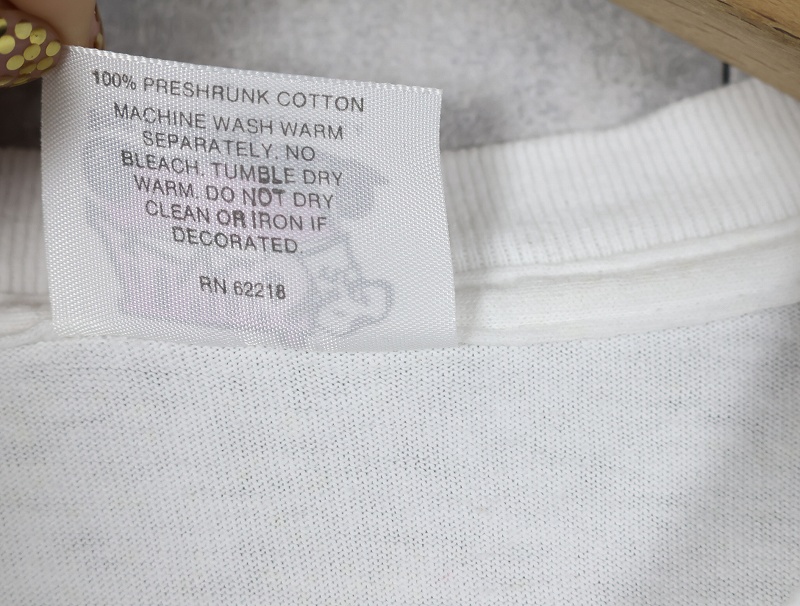 100% PRESHRUNK COTTON
MACHINE WASH WARM
SEPARATELY. NO
BLEACH. TUMBLE DRY
WARM. DO NOT DRY
CLEAN OR IRON IF
DECORATED.
RN 62218